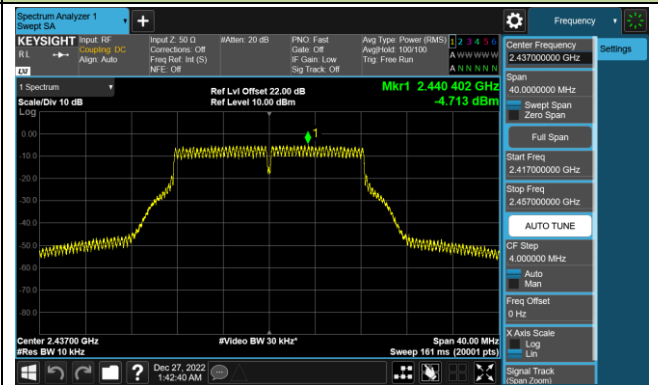 Spectrum Analyzer 1
Swept SA
Frequency
KEYSIGHT
RL
Input: RF
Coupling: DC
Align: Auto
Input Z: 50 Ω
Corrections: Off
Freq Ref: Int (S)
NFE: Off
#Atten: 20 dB
PNO: Fast
Gate: Off
IF Gain: Low
Sig Track: Off
Avg Type: Power (RMS)
Avg|Hold: 100/100
Trig: Free Run
1 2 3 4 5 6
A W W W W W
A N N N N N
LXI
1 Spectrum
Scale/Div 10 dB
Ref Lvl Offset 22.00 dB
Ref Level 10.00 dBm
Mkr1 2.440 402 GHz
-4.713 dBm
Log
1
0.00
-10.0
-20.0
-30.0
-40.0
-50.0
-60.0
-70.0
-80.0
Center 2.43700 GHz
#Res BW 10 kHz
#Video BW 30 kHz*
Span 40.00 MHz
Sweep 161 ms (20001 pts)
?
Dec 27, 2022
1:42:40 AM
Center Frequency
2.437000000 GHz
Settings
Span
40.0000000 MHz
Swept Span
Zero Span
Full Span
Start Freq
2.417000000 GHz
Stop Freq
2.457000000 GHz
AUTO TUNE
CF Step
4.000000 MHz
Auto
Man
Freq Offset
0 Hz
X Axis Scale
Log
Lin
Signal Track
(Span Zoom)